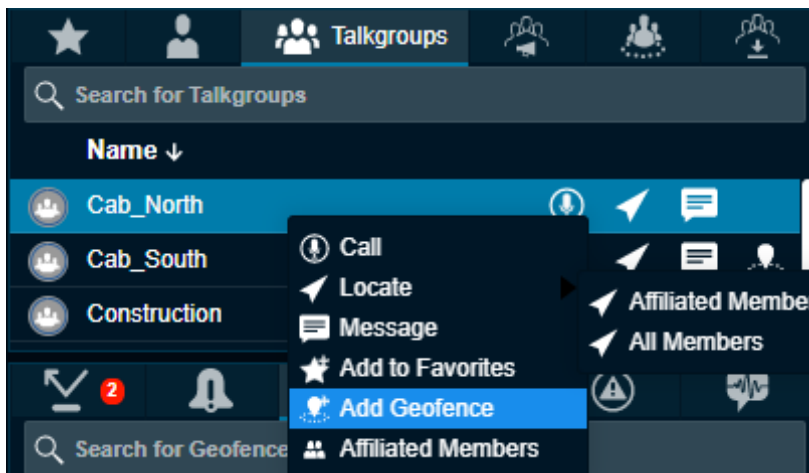 Talkgroups
Search for Talkgroups
Name ↓
Cab_North
Cab_South
Construction
Call
Locate
Message
Add to Favorites
Add Geofence
Affiliated Members
Affiliated Membe
All Members
2
Search for Geofence